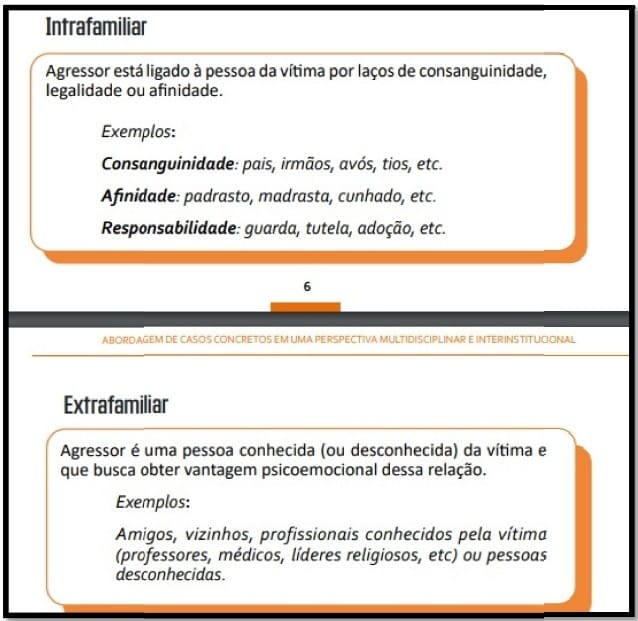 Intrafamiliar
Agressor está ligado à pessoa da vítima por laços de consanguinidade,
legalidade ou afinidade.
Exemplos:
Consanguinidade: pais, irmãos, avós, tios, etc.
Afinidade: padrasto, madrasta, cunhado, etc.
Responsabilidade: guarda, tutela, adoção, etc.
6
ABORDAGEM DE CASOS CONCRETOS EM UMA PERSPECTIVA MULTIDISCIPLINAR E INTERINSTITUCIONAL
Extrafamiliar
Agressor é uma pessoa conhecida (ou desconhecida) da vítima e
que busca obter vantagem psicoemocional dessa relação.
Exemplos:
Amigos, vizinhos, profissionais conhecidos pela vítima
(professores, médicos, líderes religiosos, etc) ou pessoas
desconhecidas.